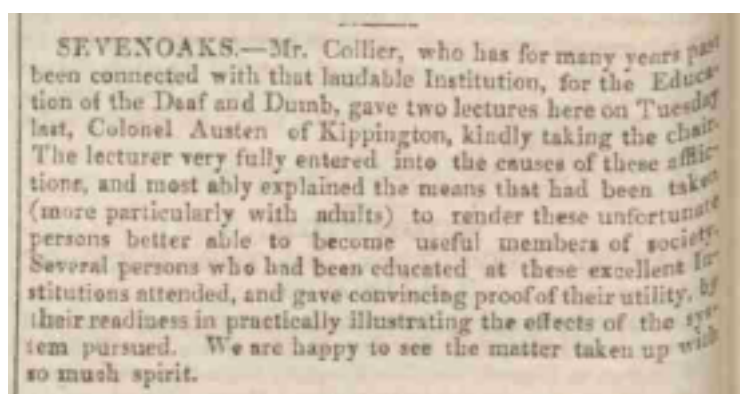 SEVENOAKS.—Mr. Collier, who has for many years past
been connected with that laudable Institution, for the Educa-
tion of the Deaf and Dumb, gave two lectures here on Tuesday
last, Colonel Austen of Kippington, kindly taking the chair.
The lecturer very fully entered into the causes of these afflic-
tions, and most ably explained the means that had been taken
(more particularly with adults) to render these unfortunate
persons better able to become useful members of society.
Several persons who had been educated at these excellent In-
stitutions attended, and gave convincing proof of their utility, by
their readiness in practically illustrating the effects of the sys-
tem pursued. We are happy to see the matter taken up with
so much spirit.